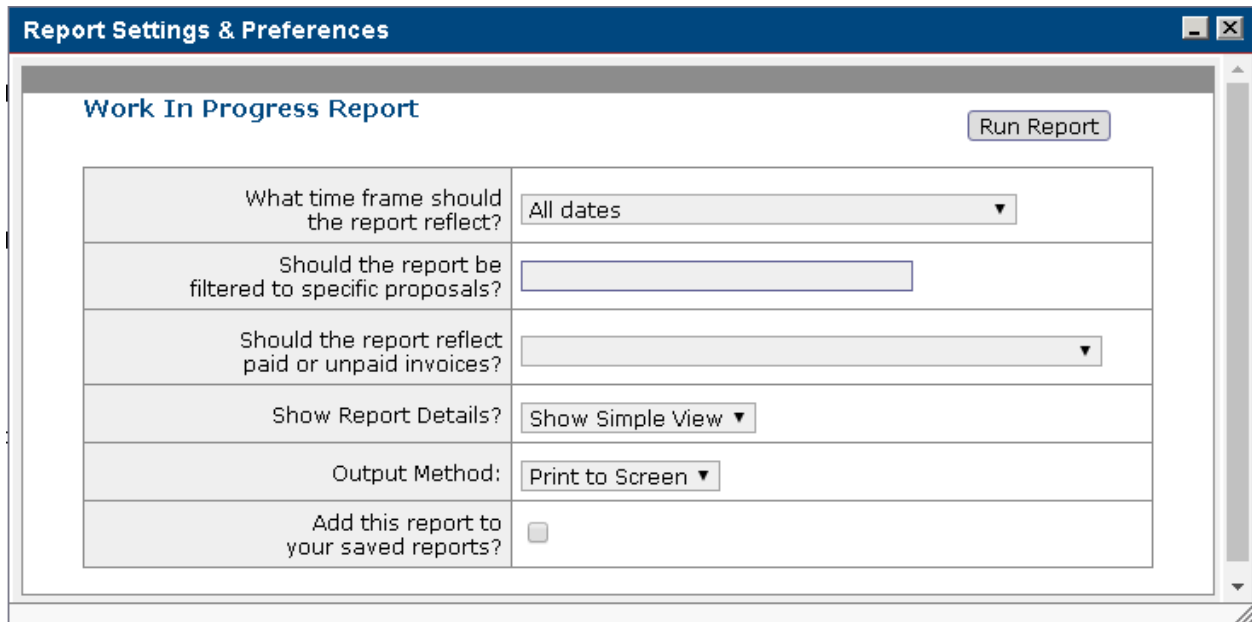 Report Settings & Preferences
Work In Progress Report
Run Report
What time frame should
the report reflect?
All dates
Should the report be
filtered to specific proposals?
Should the report reflect
paid or unpaid invoices?
Show Report Details?
Show Simple View
Output Method:
Print to Screen
Add this report to
your saved reports?